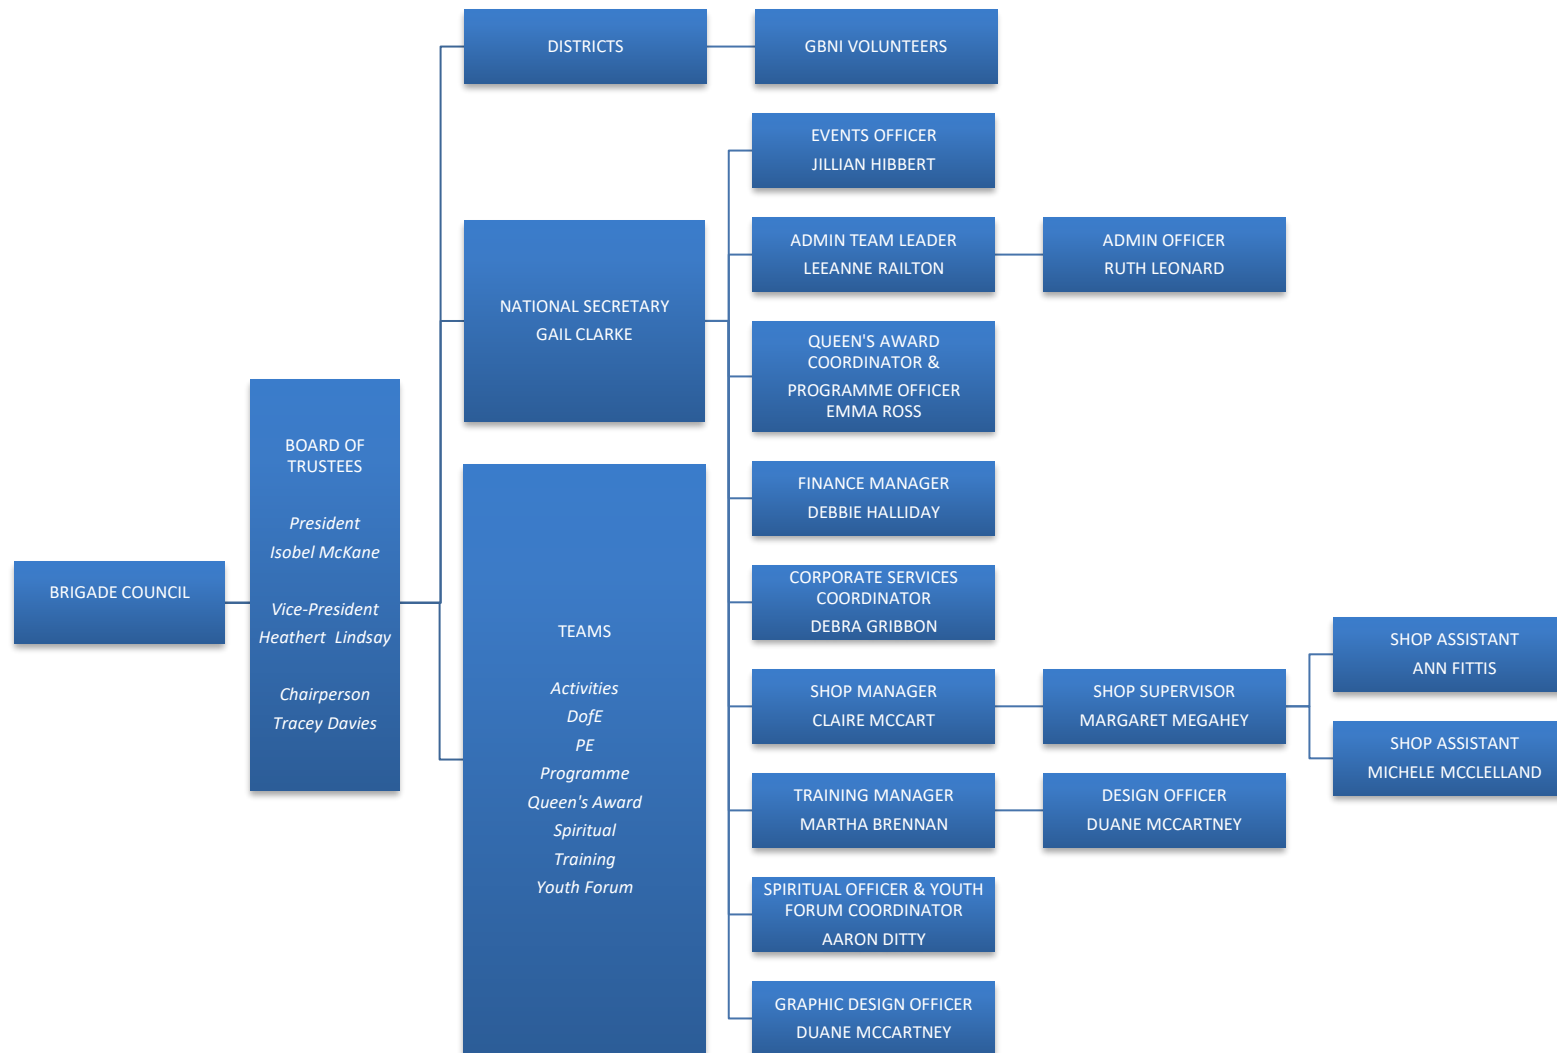 DISTRICTS
GBNI VOLUNTEERS
EVENTS OFFICER
JILLIAN HIBBERT
NATIONAL SECRETARY
GAIL CLARKE
ADMIN TEAM LEADER
LEEANNE RAILTON
ADMIN OFFICER
RUTH LEONARD
QUEEN'S AWARD
COORDINATOR &
PROGRAMME OFFICER
EMMA ROSS
BOARD OF
TRUSTEES
President
Isobel McKane
Vice-President
Heathert  Lindsay
Chairperson
Tracey Davies
BRIGADE COUNCIL
TEAMS
Activities
DofE
PE
Programme
Queen's Award
Spiritual
Training
Youth Forum
FINANCE MANAGER
DEBBIE HALLIDAY
CORPORATE SERVICES
COORDINATOR
DEBRA GRIBBON
SHOP MANAGER
CLAIRE MCCART
SHOP SUPERVISOR
MARGARET MEGAHEY
SHOP ASSISTANT
ANN FITTIS
SHOP ASSISTANT
MICHELE MCCLELLAND
TRAINING MANAGER
MARTHA BRENNAN
DESIGN OFFICER
DUANE MCCARTNEY
SPIRITUAL OFFICER & YOUTH
FORUM COORDINATOR
AARON DITTY
GRAPHIC DESIGN OFFICER
DUANE MCCARTNEY